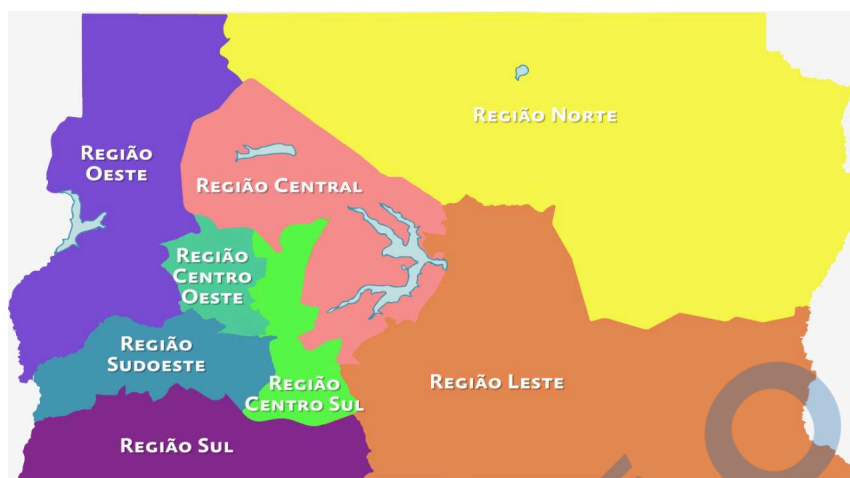 Região Norte
Região
Oeste
Região Central
Região
Centro
Oeste
Região
Sudoeste
Região
Centro Sul
Região Leste
Região Sul